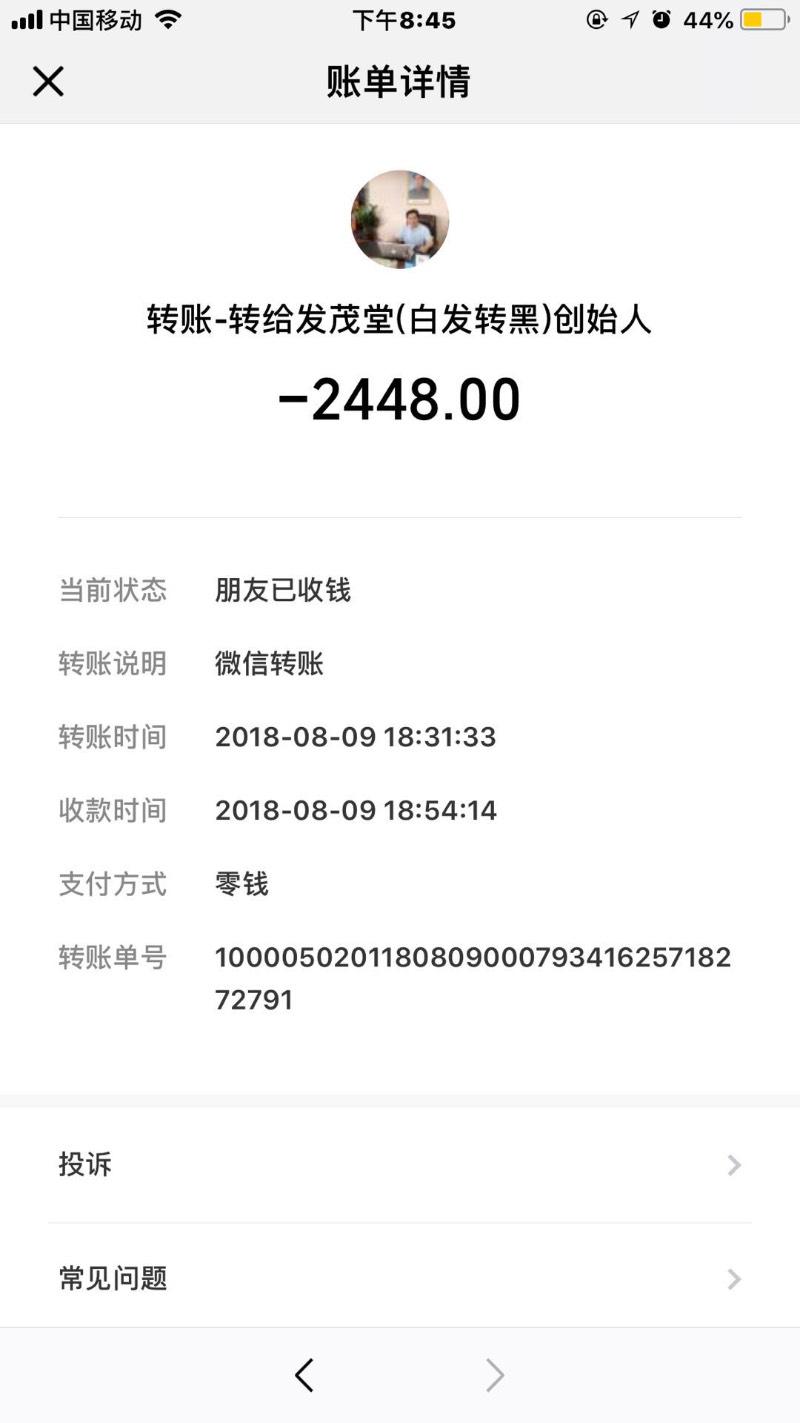 中国移动 下午8:45 44%
账单详情
转账-转给发茂堂(白发转黑)创始人
-2448.00
当前状态 朋友已收钱
转账说明 微信转账
转账时间 2018-08-09 18:31:33
收款时间 2018-08-09 18:54:14
支付方式 零钱
转账单号 1000050201180809000793416257182
72791
投诉
常见问题